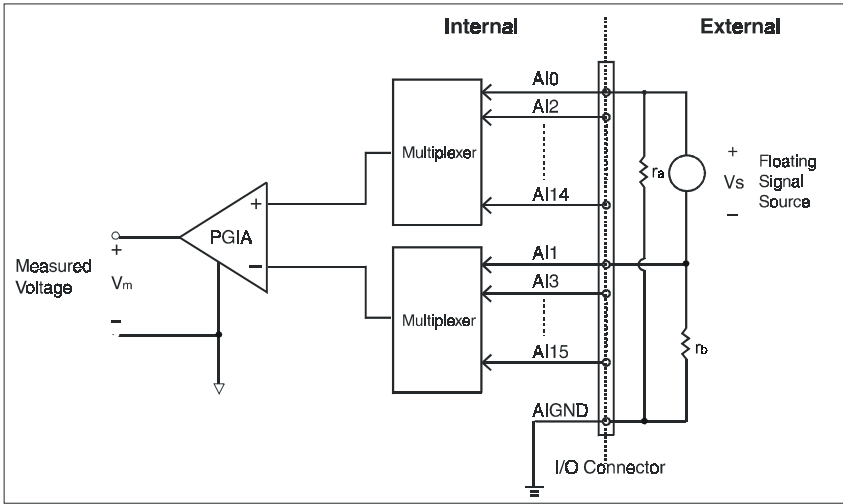 Internal
External
AI0
AI2
Multiplexer
AI14
ra
+
Vs
−
Floating
Signal
Source
+
PGIA
−
Measured
Voltage
+
Vm
−
AI1
AI3
Multiplexer
AI15
rb
AIGND
I/O Connector